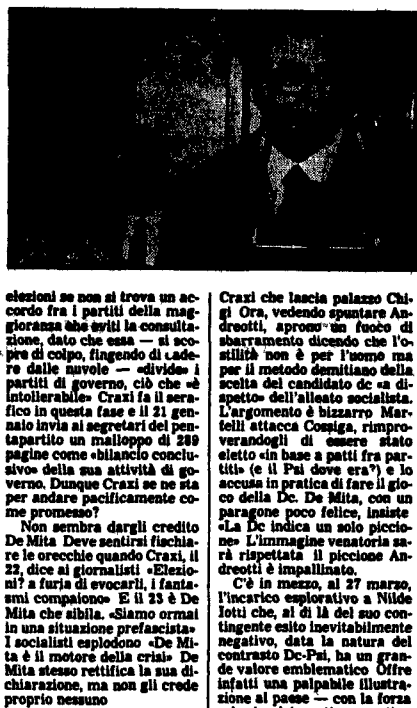 elezioni se non si trova un ac-
cordo fra i partiti della mag-
gioranza che eviti la consulta-
zione, dato che essa — si sco-
pre di colpo, fingendo di cade-
re dalle nuvole — «divide» i
partiti di governo, ciò che «è
intollerabile» Craxi fa il sera-
fico in questa fase e il 21 gen-
naio invia ai segretari del pen-
tapartito un malloppo di 289
pagine come «bilancio conclu-
sivo» della sua attività di go-
verno, Dunque Craxi se ne sta
per andare pacificamente co-
me promesso?
Non sembra dargli credito
De Mita Deve sentirsi fischia-
re le orecchie quando Craxi, il
22, dice ai giornalisti «Elezio-
ni? a furia di evocarli, i fanta-
smi compaiono» E il 23 è De
Mita che sibila. «Siamo ormai
in una situazione prefascista»
I socialisti esplodono «De Mi-
ta è il motore della crisi» De
Mita stesso rettifica la sua di-
chiarazione, ma non gli crede
proprio nessuno
Craxi che lascia palazzo Chi-
gi Ora, vedendo spuntare An-
dreotti, aprono un fuoco di
sbarramento dicendo che l'o-
stilità non è per l'uomo ma
per il metodo demitiano della
scelta del candidato dc «a di-
spetto» dell'alleato socialista.
L'argomento è bizzarro Mar-
telli attacca Cossiga, rimpro-
verandogli di essere stato
eletto «in base a patti fra par-
titi» (e il Psi dove era?) e lo
accusa in pratica di fare il gio-
co della Dc. De Mita, con un
paragone poco felice, insiste
«La Dc indica un solo piccio-
ne» L'immagine venatoria sa-
rà rispettata il piccione An-
dreotti è impallinato.
C'è in mezzo, al 27 marzo,
l'incarico esplorativo a Nilde
Iotti che, al di là del suo con-
tingente esito inevitabilmente
negativo, data la natura del
contrasto Dc-Psi, ha un gran-
de valore emblematico Offre
infatti una palpabile illustra-
zione al paese — con la forza